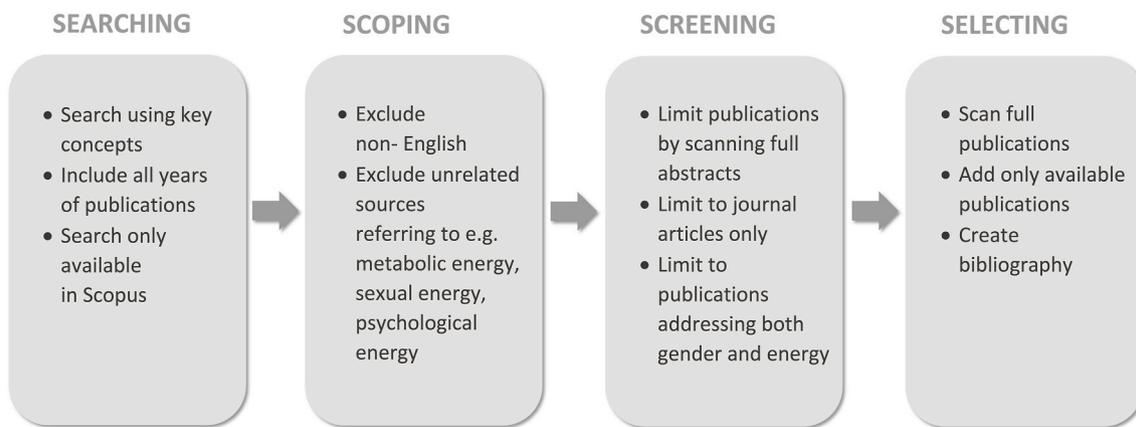 SEARCHING
• Search using key
concepts
• Include all years
of publications
• Search only
available
in Scopus
SCOPING
• Exclude
non- English
• Exclude unrelated
sources
referring to e.g.
metabolic energy,
sexual energy,
psychological
energy
SCREENING
• Limit publications
by scanning full
abstracts
• Limit to journal
articles only
• Limit to
publications
addressing both
gender and energy
SELECTING
• Scan full
publications
• Add only available
publications
• Create
bibliography